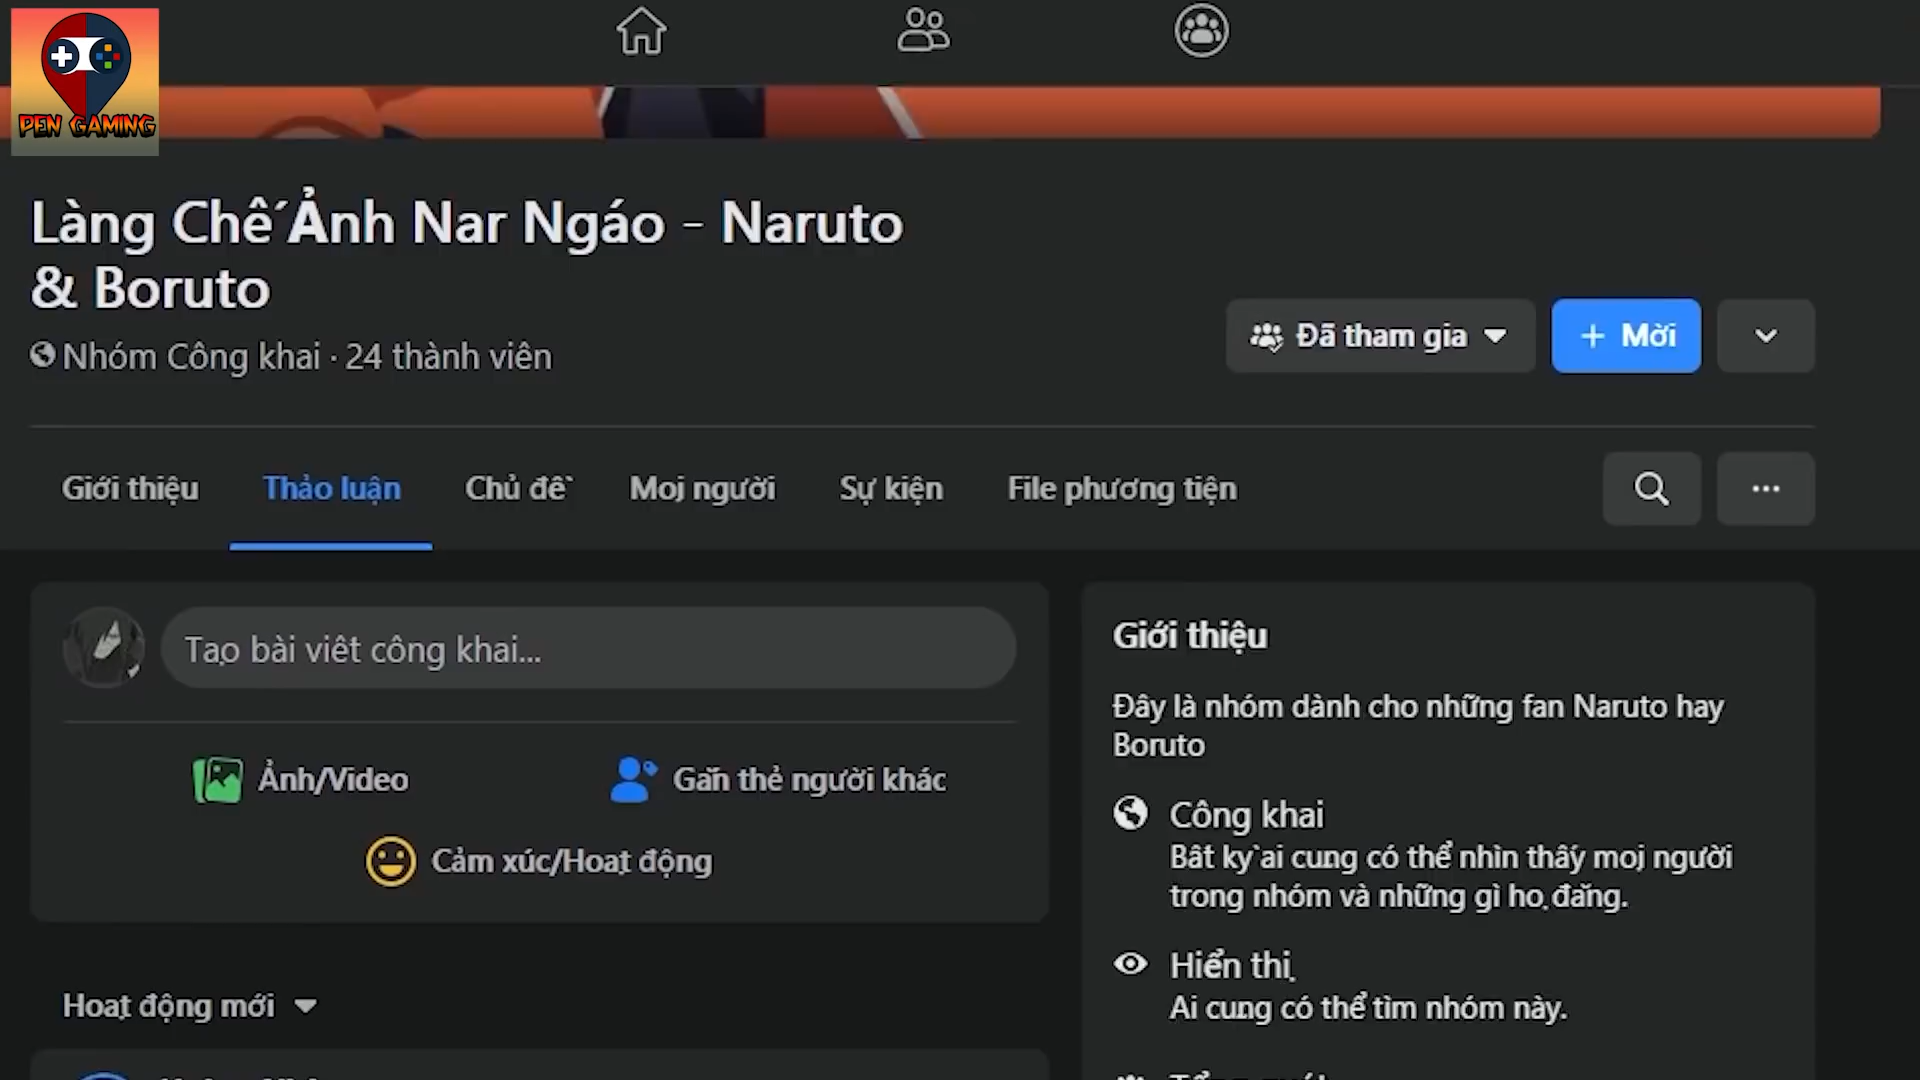 PEN GAMING
Làng Chế Ảnh Nar Ngáo - Naruto
& Boruto
Nhóm Công khai · 24 thành viên
Đã tham gia
+ Mời
Giới thiệu
Thảo luận
Chủ đề
Mọi người
Sự kiện
File phương tiện
Tạo bài viết công khai...
Ảnh/Video
Gắn thẻ người khác
Cảm xúc/Hoạt động
Hoạt động mới
Giới thiệu
Đây là nhóm dành cho những fan Naruto hay
Boruto
Công khai
Bất kỳ ai cũng có thể nhìn thấy mọi người
trong nhóm và những gì họ đăng.
Hiển thị
Ai cũng có thể tìm nhóm này.